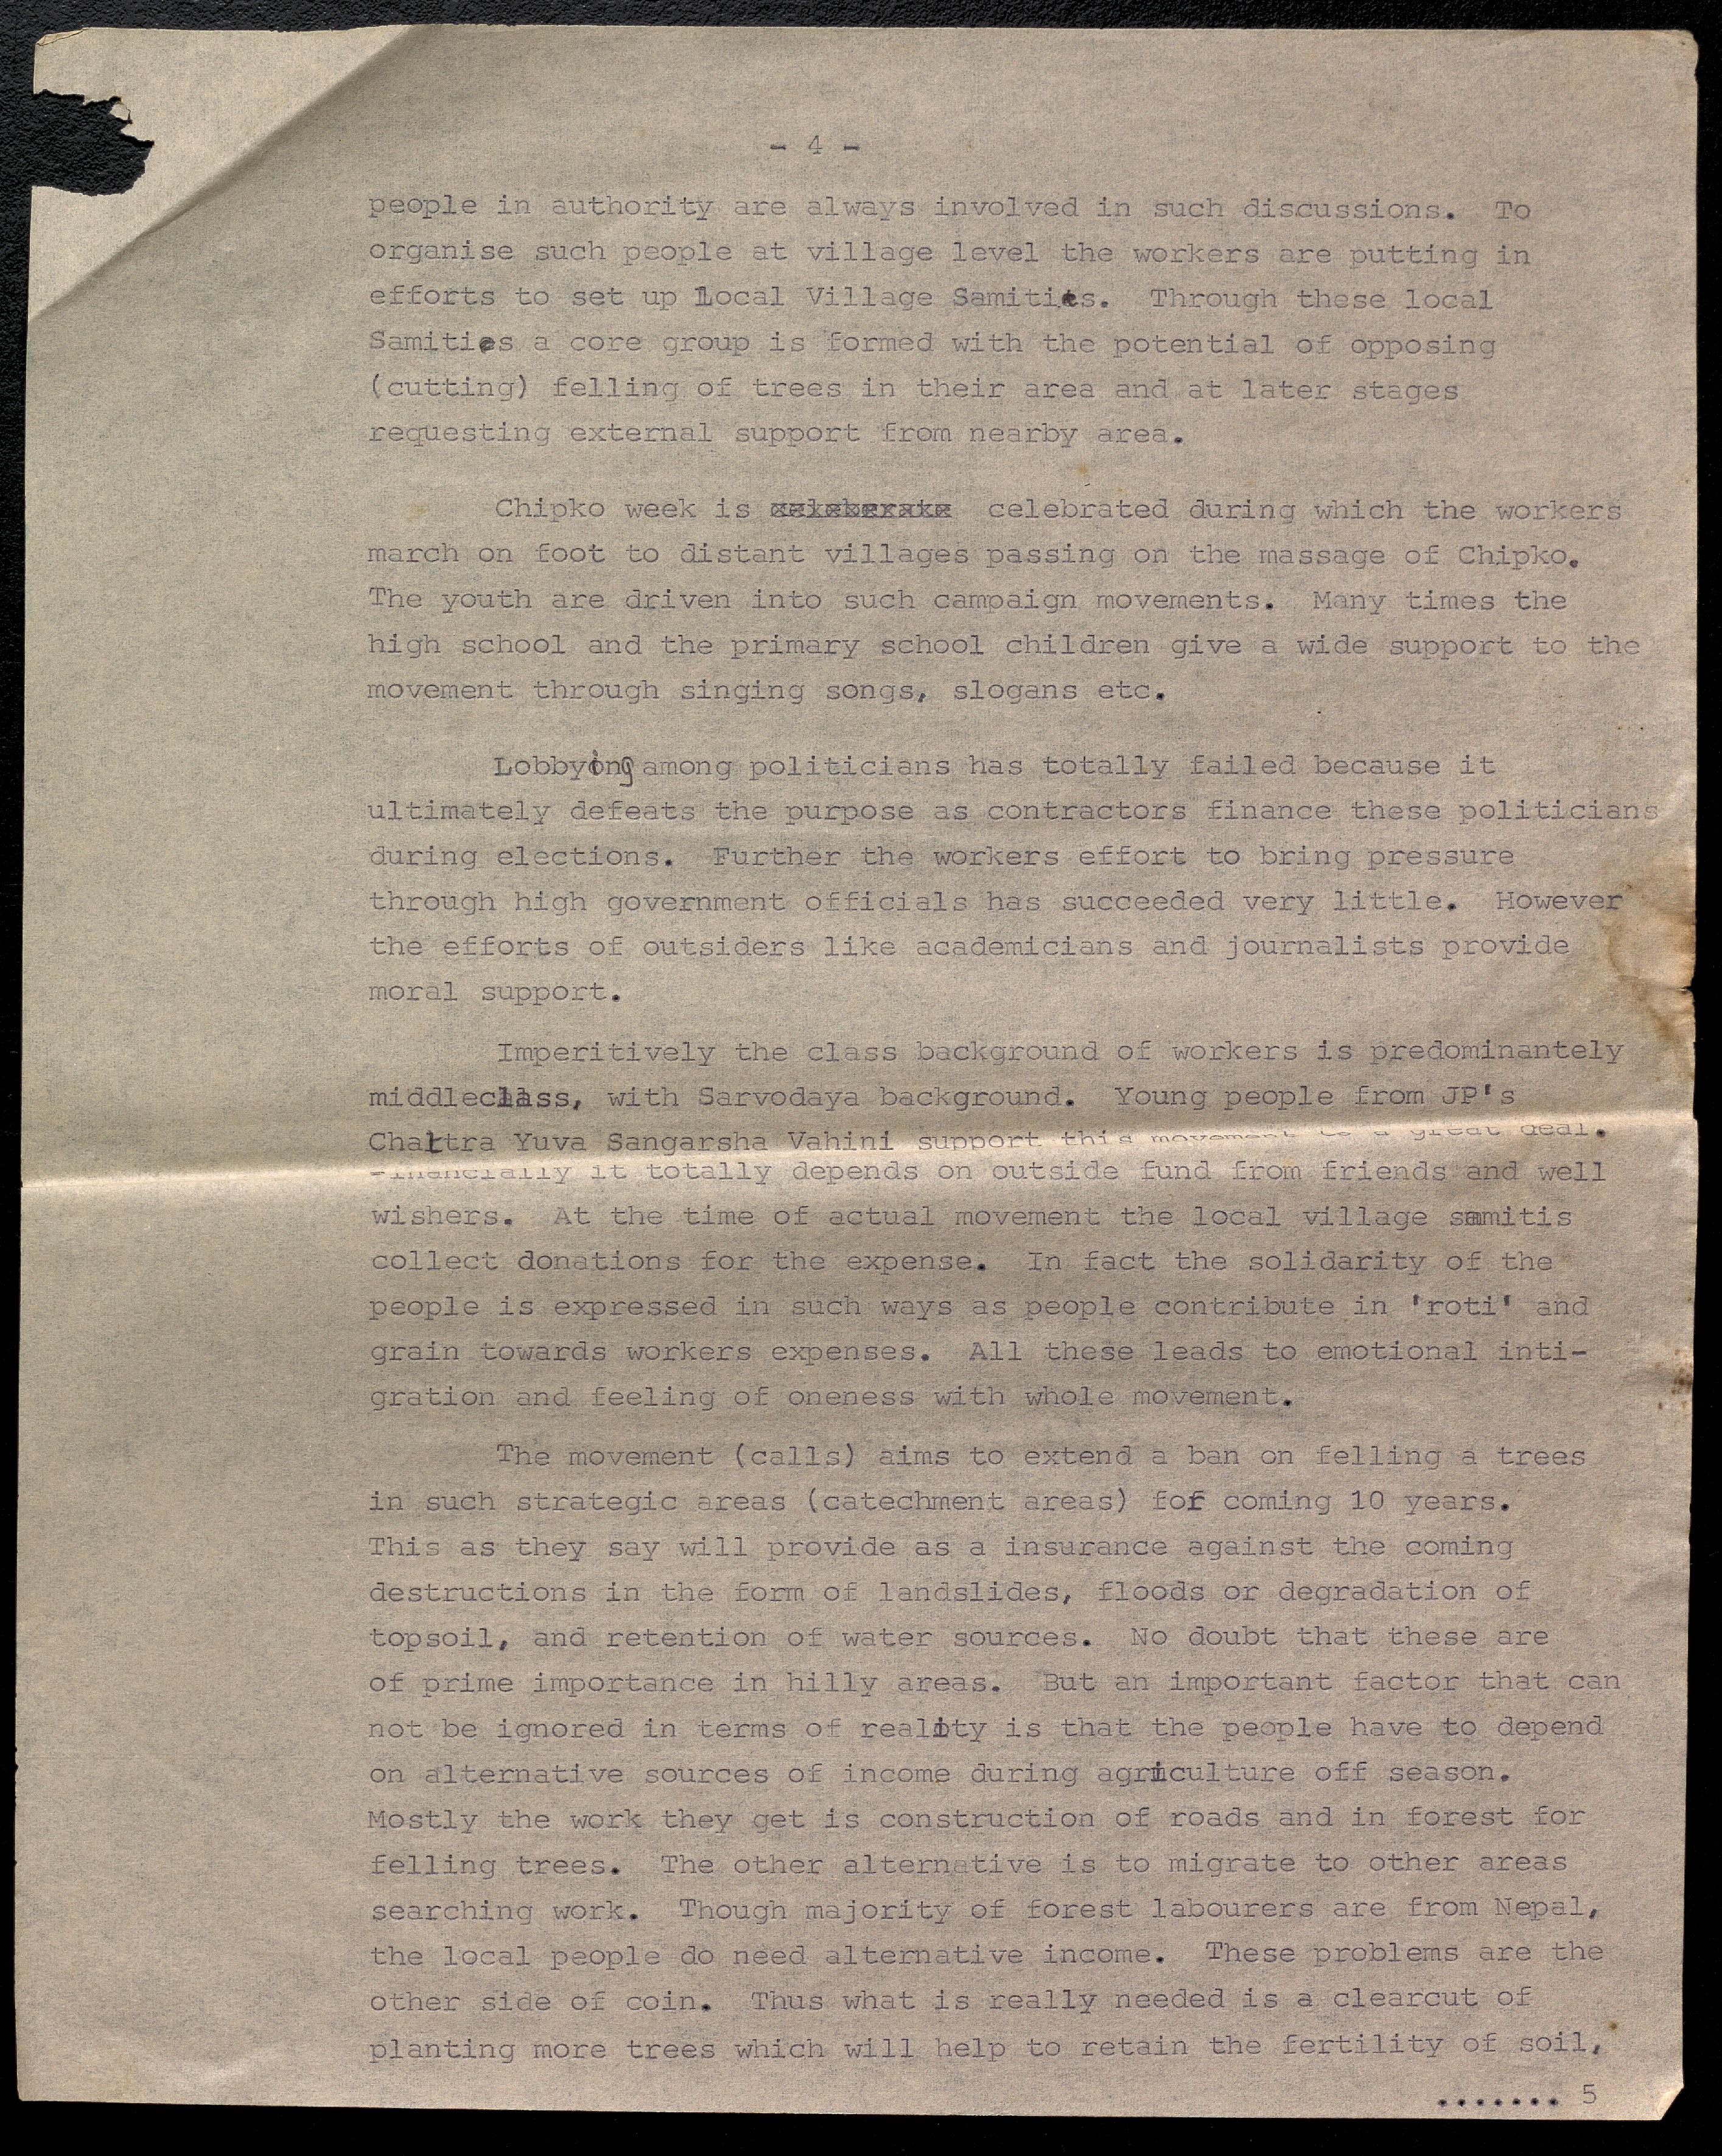 - 4 -
people in authority are always involved in such discussions. To
organise such people at village level the workers are putting in
efforts to set up Local Village Samities. Through these local
Samities a core group is formed with the potential of opposing
(cutting) felling of trees in their area and at later stages
requesting external support from nearby area.
Chipko week is celebrated during which the workers
march on foot to distant villages passing on the massage of Chipko.
The youth are driven into such campaign movements. Many times the
high school and the primary school children give a wide support to the
movement through singing songs, slogans etc.
Lobbying among politicians has totally failed because it
ultimately defeats the purpose as contractors finance these politicians
during elections. Further the workers effort to bring pressure
through high government officials has succeeded very little. However
the efforts of outsiders like academicians and journalists provide
moral support.
Imperitively the class background of workers is predominantely
middleclass, with Sarvodaya background. Young people from JP's
Chattra Yuva Sangarsha Vahini support this movement to a great deal.
Financially it totally depends on outside fund from friends and well
wishers. At the time of actual movement the local village samitis
collect donations for the expense. In fact the solidarity of the
people is expressed in such ways as people contribute in 'roti' and
grain towards workers expenses. All these leads to emotional inti-
gration and feeling of oneness with whole movement.
The movement (calls) aims to extend a ban on felling a trees
in such strategic areas (catechment areas) for coming 10 years.
This as they say will provide as a insurance against the coming
destructions in the form of landslides, floods or degradation of
topsoil, and retention of water sources. No doubt that these are
of prime importance in hilly areas. But an important factor that can
not be ignored in terms of reality is that the people have to depend
on alternative sources of income during agriculture off season.
Mostly the work they get is construction of roads and in forest for
felling trees. The other alternative is to migrate to other areas
searching work. Though majority of forest labourers are from Nepal,
the local people do need alternative income. These problems are the
other side of coin. Thus what is really needed is a clearcut of
planting more trees which will help to retain the fertility of soil,
....... 5